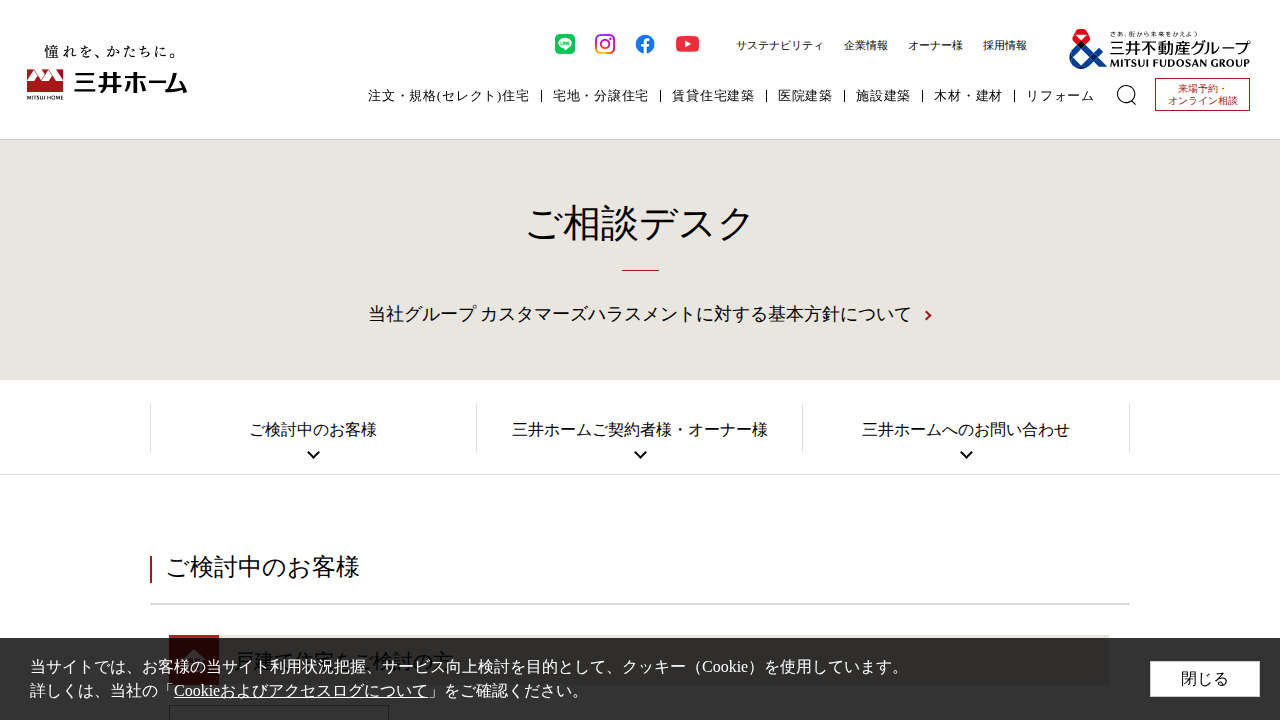 憧れを、かたちに。
MITSUI HOME
三井ホーム
サステナビリティ
企業情報
オーナー様
採用情報
さあ、街から未来をかえよう
三井不動産グループ
MITSUI FUDOSAN GROUP
注文・規格(セレクト)住宅
宅地・分譲住宅
賃貸住宅建築
医院建築
施設建築
木材・建材
リフォーム
来場予約・
オンライン相談
ご相談デスク
当社グループ カスタマーズハラスメントに対する基本方針について
ご検討中のお客様
三井ホームご契約者様・オーナー様
三井ホームへのお問い合わせ
ご検討中のお客様
戸建て住宅をご検討の方
当サイトでは、お客様の当サイト利用状況把握、サービス向上検討を目的として、クッキー（Cookie）を使用しています。
詳しくは、当社の「Cookieおよびアクセスログについて」をご確認ください。
閉じる